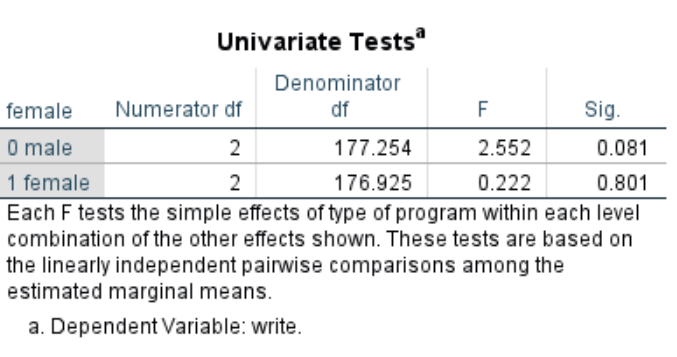 Univariate Testsa
Denominator
female Numerator df df F Sig.
0 male 2 177.254 2.552 0.081
1 female 2 176.925 0.222 0.801
Each F tests the simple effects of type of program within each level
combination of the other effects shown. These tests are based on
the linearly independent pairwise comparisons among the
estimated marginal means.
a. Dependent Variable: write.